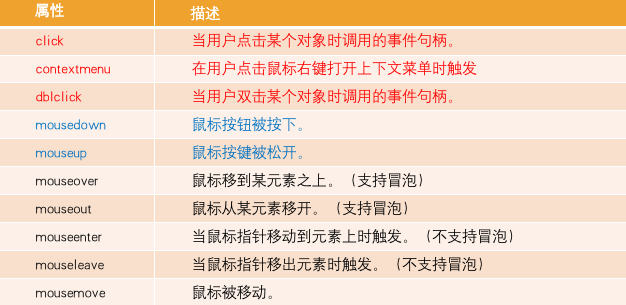 属性 描述
click 当用户点击某个对象时调用的事件句柄。
contextmenu 在用户点击鼠标右键打开上下文菜单时触发
dblclick 当用户双击某个对象时调用的事件句柄。
mousedown 鼠标按钮被按下。
mouseup 鼠标按键被松开。
mouseover 鼠标移到某元素之上。（支持冒泡）
mouseout 鼠标从某元素移开。（支持冒泡）
mouseenter 当鼠标指针移动到元素上时触发。（不支持冒泡）
mouseleave 当鼠标指针移出元素时触发。（不支持冒泡）
mousemove 鼠标被移动。